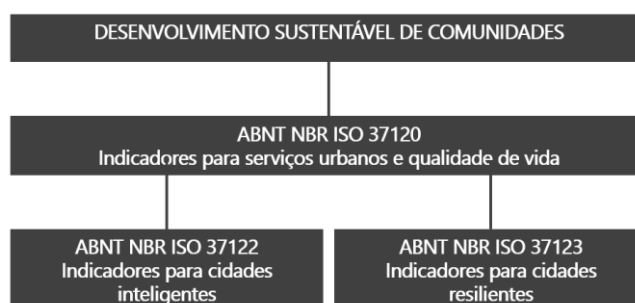 DESENVOLVIMENTO SUSTENTÁVEL DE COMUNIDADES
ABNT NBR ISO 37120
Indicadores para serviços urbanos e qualidade de vida
ABNT NBR ISO 37122
Indicadores para cidades
inteligentes
ABNT NBR ISO 37123
Indicadores para cidades
resilientes